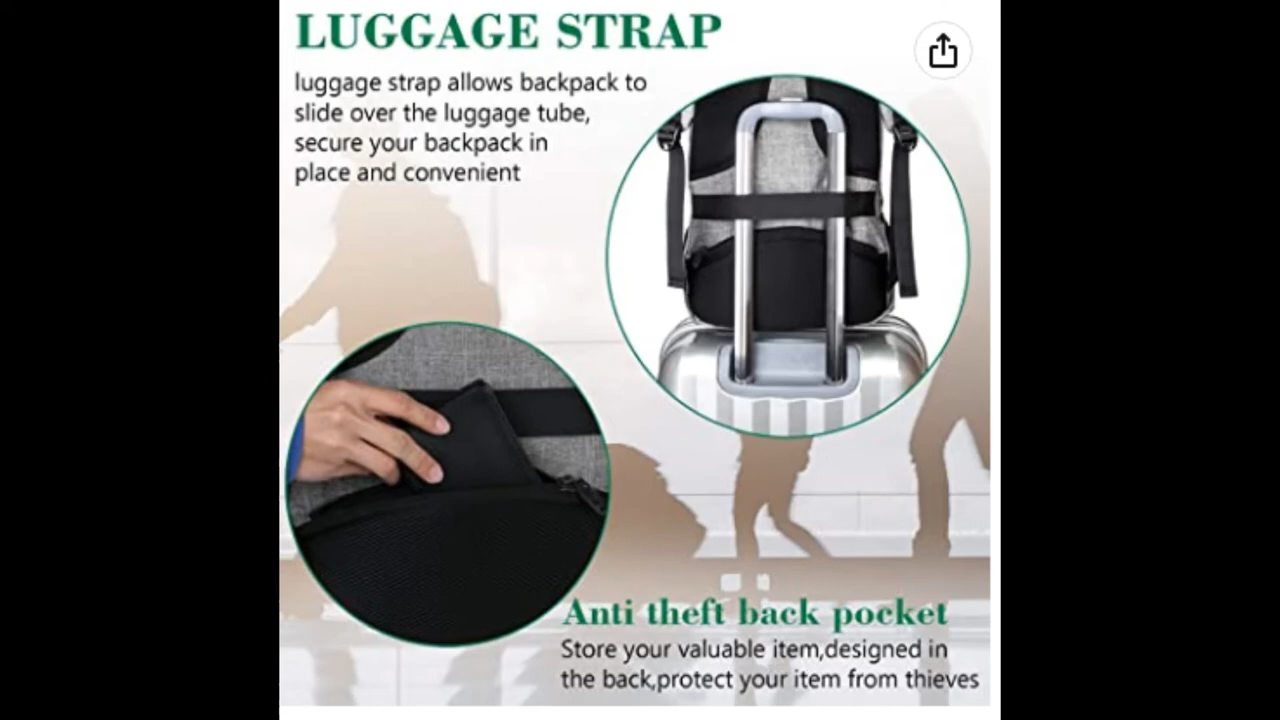 LUGGAGE STRAP
luggage strap allows backpack to
slide over the luggage tube,
secure your backpack in
place and convenient
Anti theft back pocket
Store your valuable item,designed in
the back,protect your item from thieves